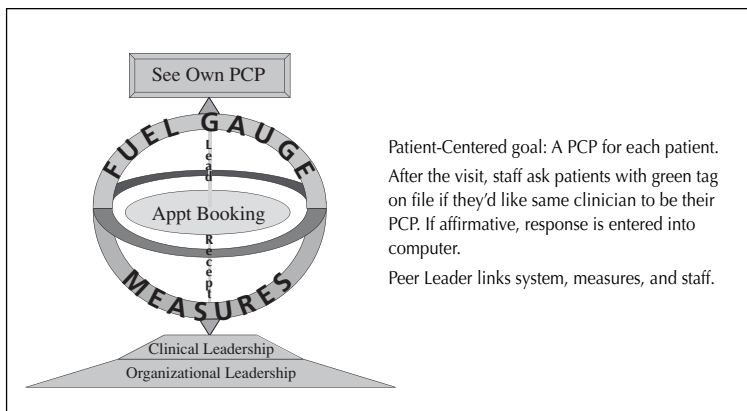 See Own PCP
FUEL GAUGE
Lead
Appt Booking
Recept
MEASURES
Clinical Leadership
Organizational Leadership
Patient-Centered goal: A PCP for each patient.
After the visit, staff ask patients with green tag
on file if they’d like same clinician to be their
PCP. If affirmative, response is entered into
computer.
Peer Leader links system, measures, and staff.